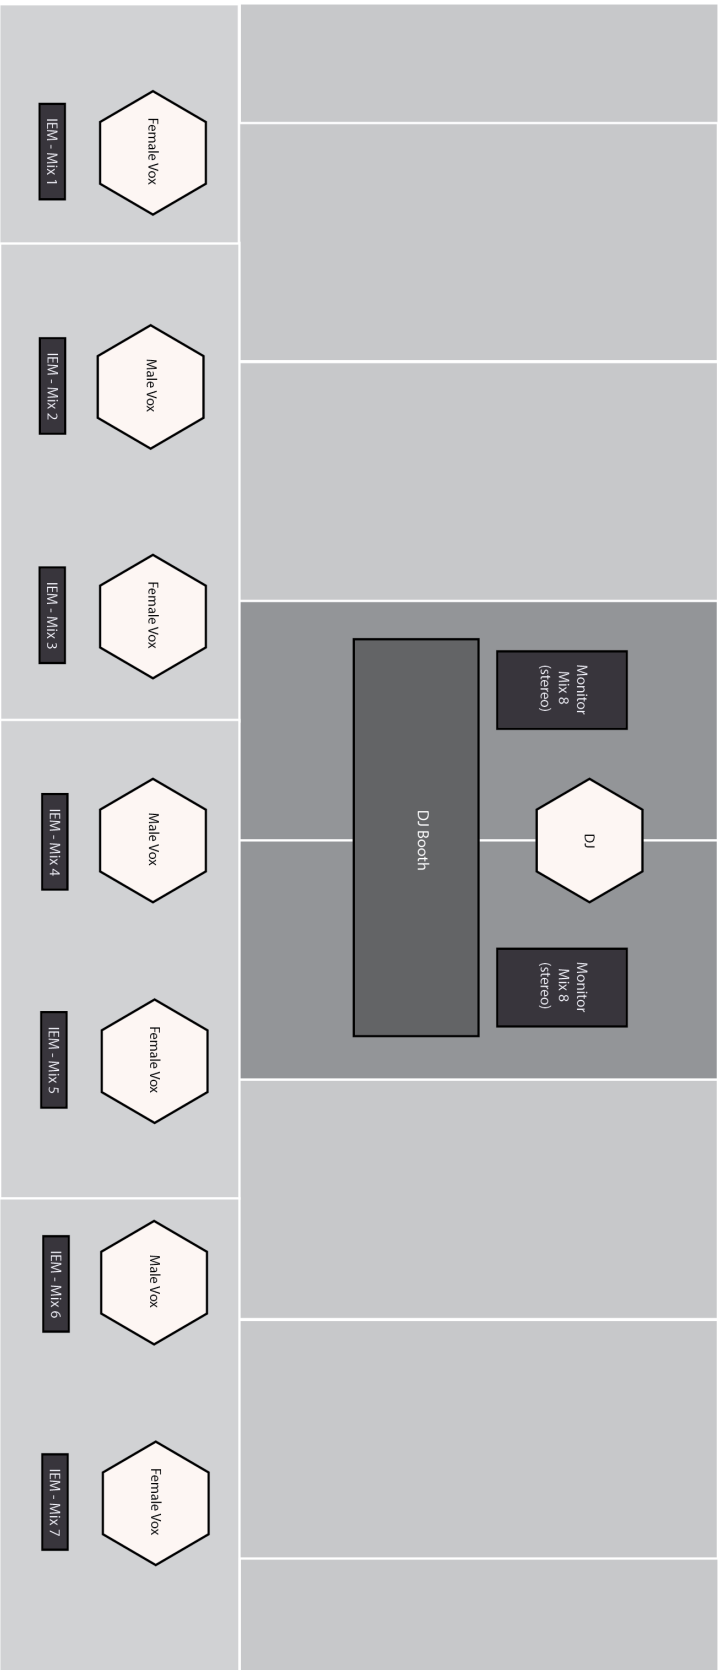 Monitor
Mix 8
(stereo)
DJ
Monitor
Mix 8
(stereo)
DJ Booth
Female Vox
Male Vox
Female Vox
Male Vox
Female Vox
Male Vox
Female Vox
IEM - Mix 1
IEM - Mix 2
IEM - Mix 3
IEM - Mix 4
IEM - Mix 5
IEM - Mix 6
IEM - Mix 7